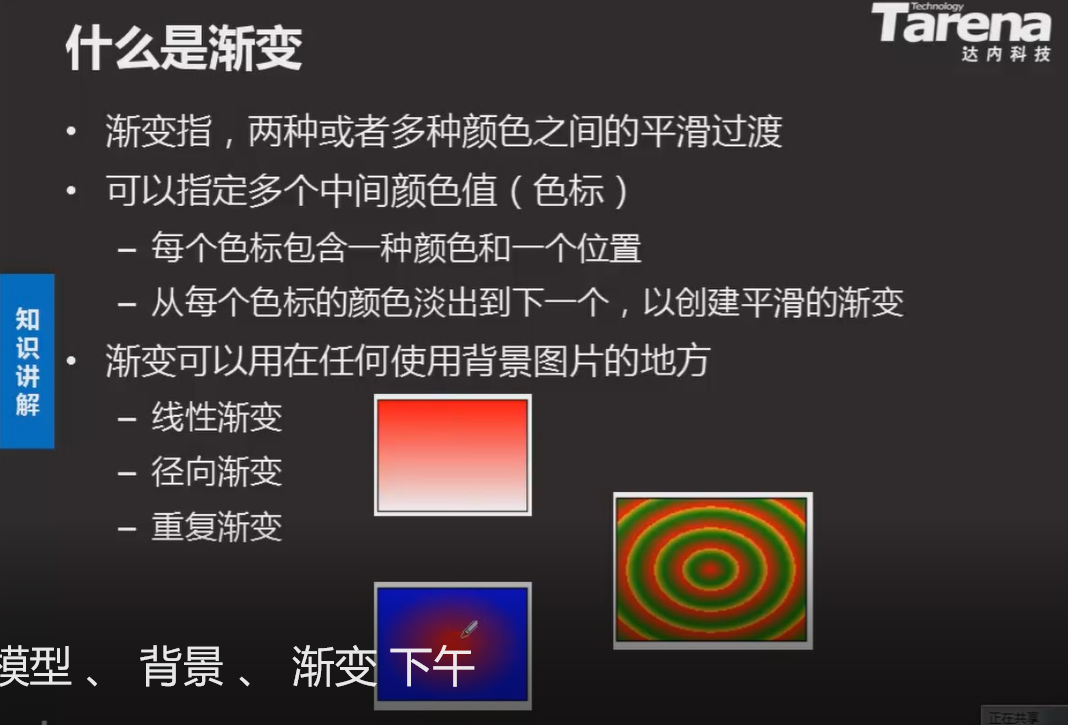 Technology
Tarena
达内科技
什么是渐变
• 渐变指，两种或者多种颜色之间的平滑过渡
• 可以指定多个中间颜色值（色标）
– 每个色标包含一种颜色和一个位置
– 从每个色标的颜色淡出到下一个，以创建平滑的渐变
知识讲解
• 渐变可以用在任何使用背景图片的地方
– 线性渐变
– 径向渐变
– 重复渐变
模型 、 背景 、 渐变 下午
正在共享